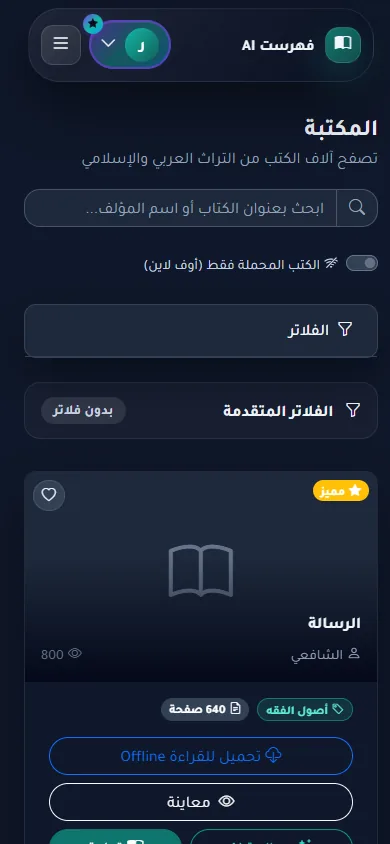 فهرست AI
ر
المكتبة
تصفح آلاف الكتب من التراث العربي والإسلامي
ابحث بعنوان الكتاب أو اسم المؤلف...
الكتب المحملة فقط (أوف لاين)
الفلاتر
الفلاتر المتقدمة
بدون فلاتر
مميز
الرسالة
الشافعي
800
أصول الفقه
640 صفحة
تحميل للقراءة Offline
معاينة